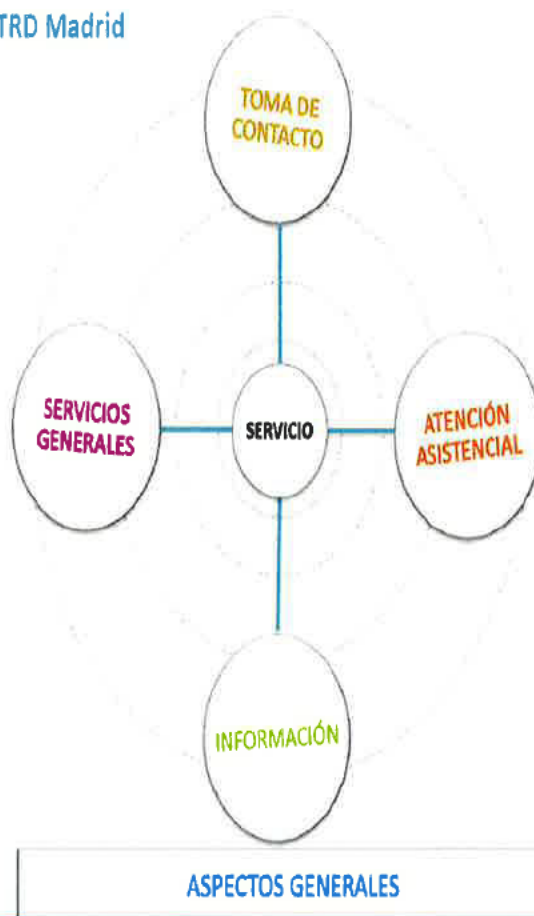 TRD Madrid
TOMA DE
CONTACTO
SERVICIOS
GENERALES
SERVICIO
ATENCIÓN
ASISTENCIAL
INFORMACIÓN
ASPECTOS GENERALES